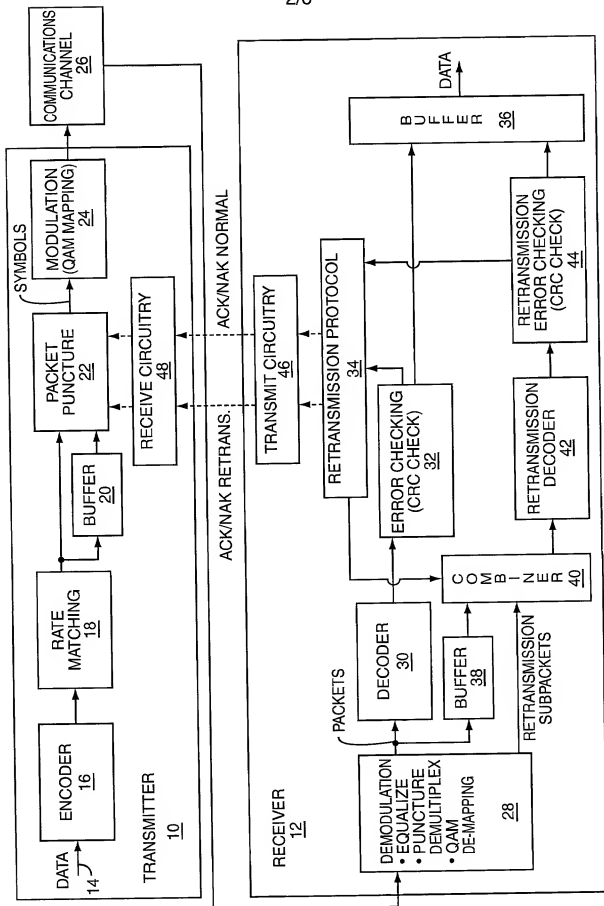 2/6
DATA
14
ENCODER
16
RATE
MATCHING
18
BUFFER
20
PACKET
PUNCTURE
22
SYMBOLS
MODULATION
(QAM MAPPING)
24
COMMUNICATIONS
CHANNEL
26
TRANSMITTER
10
RECEIVE CIRCUITRY
48
ACK/NAK RETRANS.
ACK/NAK NORMAL
TRANSMIT CIRCUITRY
46
RETRANSMISSION PROTOCOL
34
RECEIVER
12
DEMODULATION
• EQUALIZE
• PUNCTURE
DEMULTIPLEX
• QAM
DE-MAPPING
28
PACKETS
DECODER
30
BUFFER
38
RETRANSMISSION
SUBPACKETS
ERROR CHECKING
(CRC CHECK)
32
COMBINER
40
RETRANSMISSION
DECODER
42
RETRANSMISSION
ERROR CHECKING
(CRC CHECK)
44
BUFFER
36
DATA